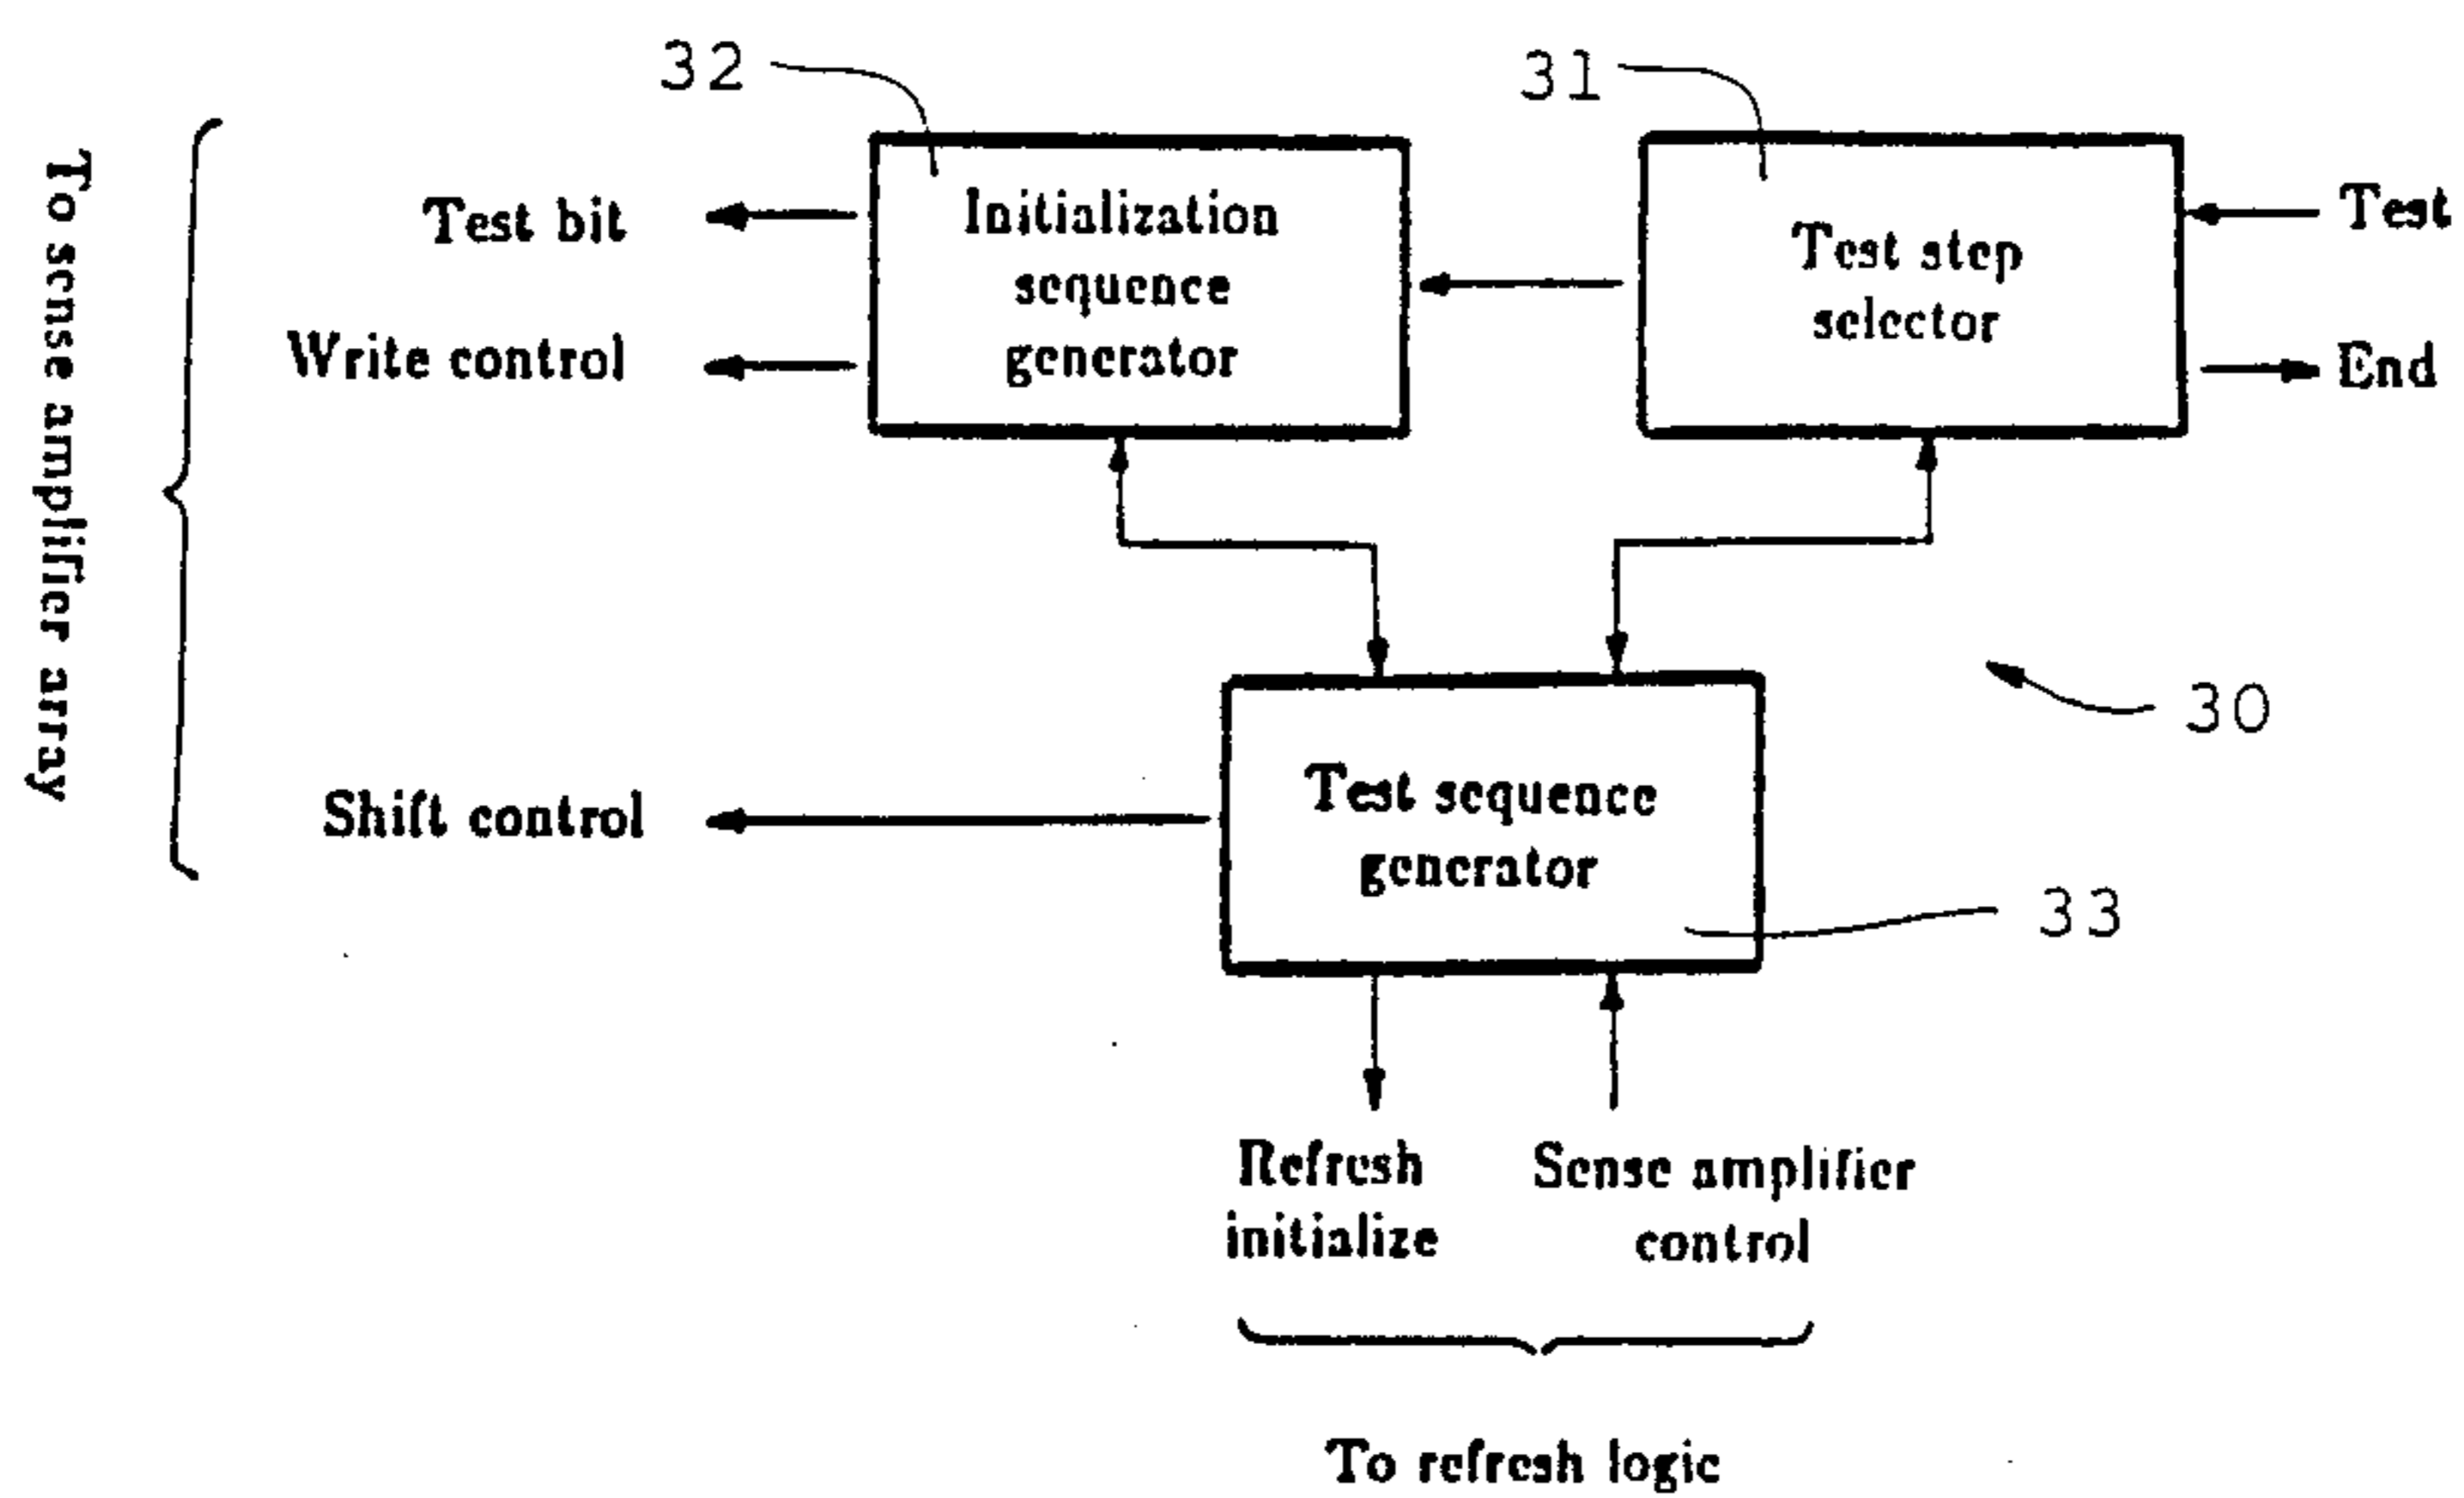 32
31
To sense amplifier array
Test bit
Write control
Initialization
sequence
generator
Test step
selector
Test
End
30
Shift control
Test sequence
generator
33
Refresh
initialize
Sense amplifier
control
To refresh logic